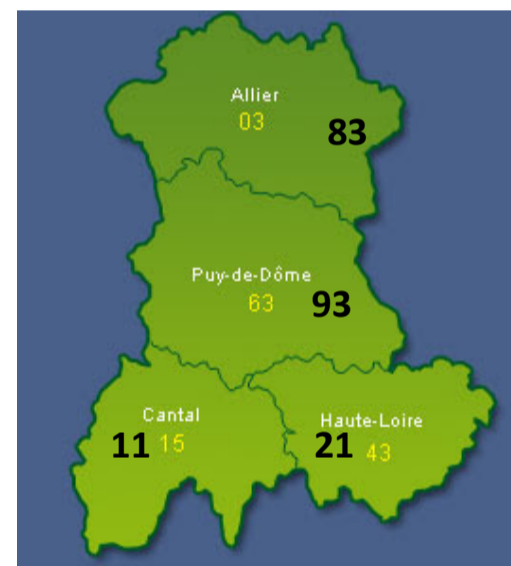 Allier
03 83
Puy-de-Dôme
63 93
Cantal
11 15
Haute-Loire
21 43